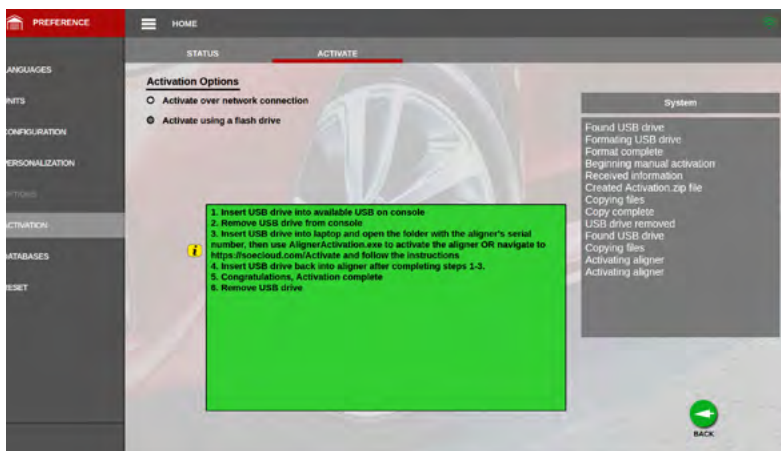 PREFERENCE
HOME
STATUS
ACTIVATE
ANGUAGES
NITS
ONFIGURATION
ERSONALIZATION
CTIVATION
ATABASES
ESET
Activation Options
Activate over network connection
Activate using a flash drive
1. Insert USB drive into available USB on console
2. Remove USB drive from console
3. Insert USB drive into laptop and open the folder with the aligner's serial
number, then use AlignerActivation.exe to activate the aligner OR navigate to
https://soecloud.com/Activate and follow the instructions
4. Insert USB drive back into aligner after completing steps 1-3.
5. Congratulations, Activation complete
6. Remove USB drive
System
Found USB drive
Formating USB drive
Format complete
Beginning manual activation
Received information
Created Activation.zip file
Copying files
Copy complete
USB drive removed
Found USB drive
Copying files
Activating aligner
Activating aligner
BACK